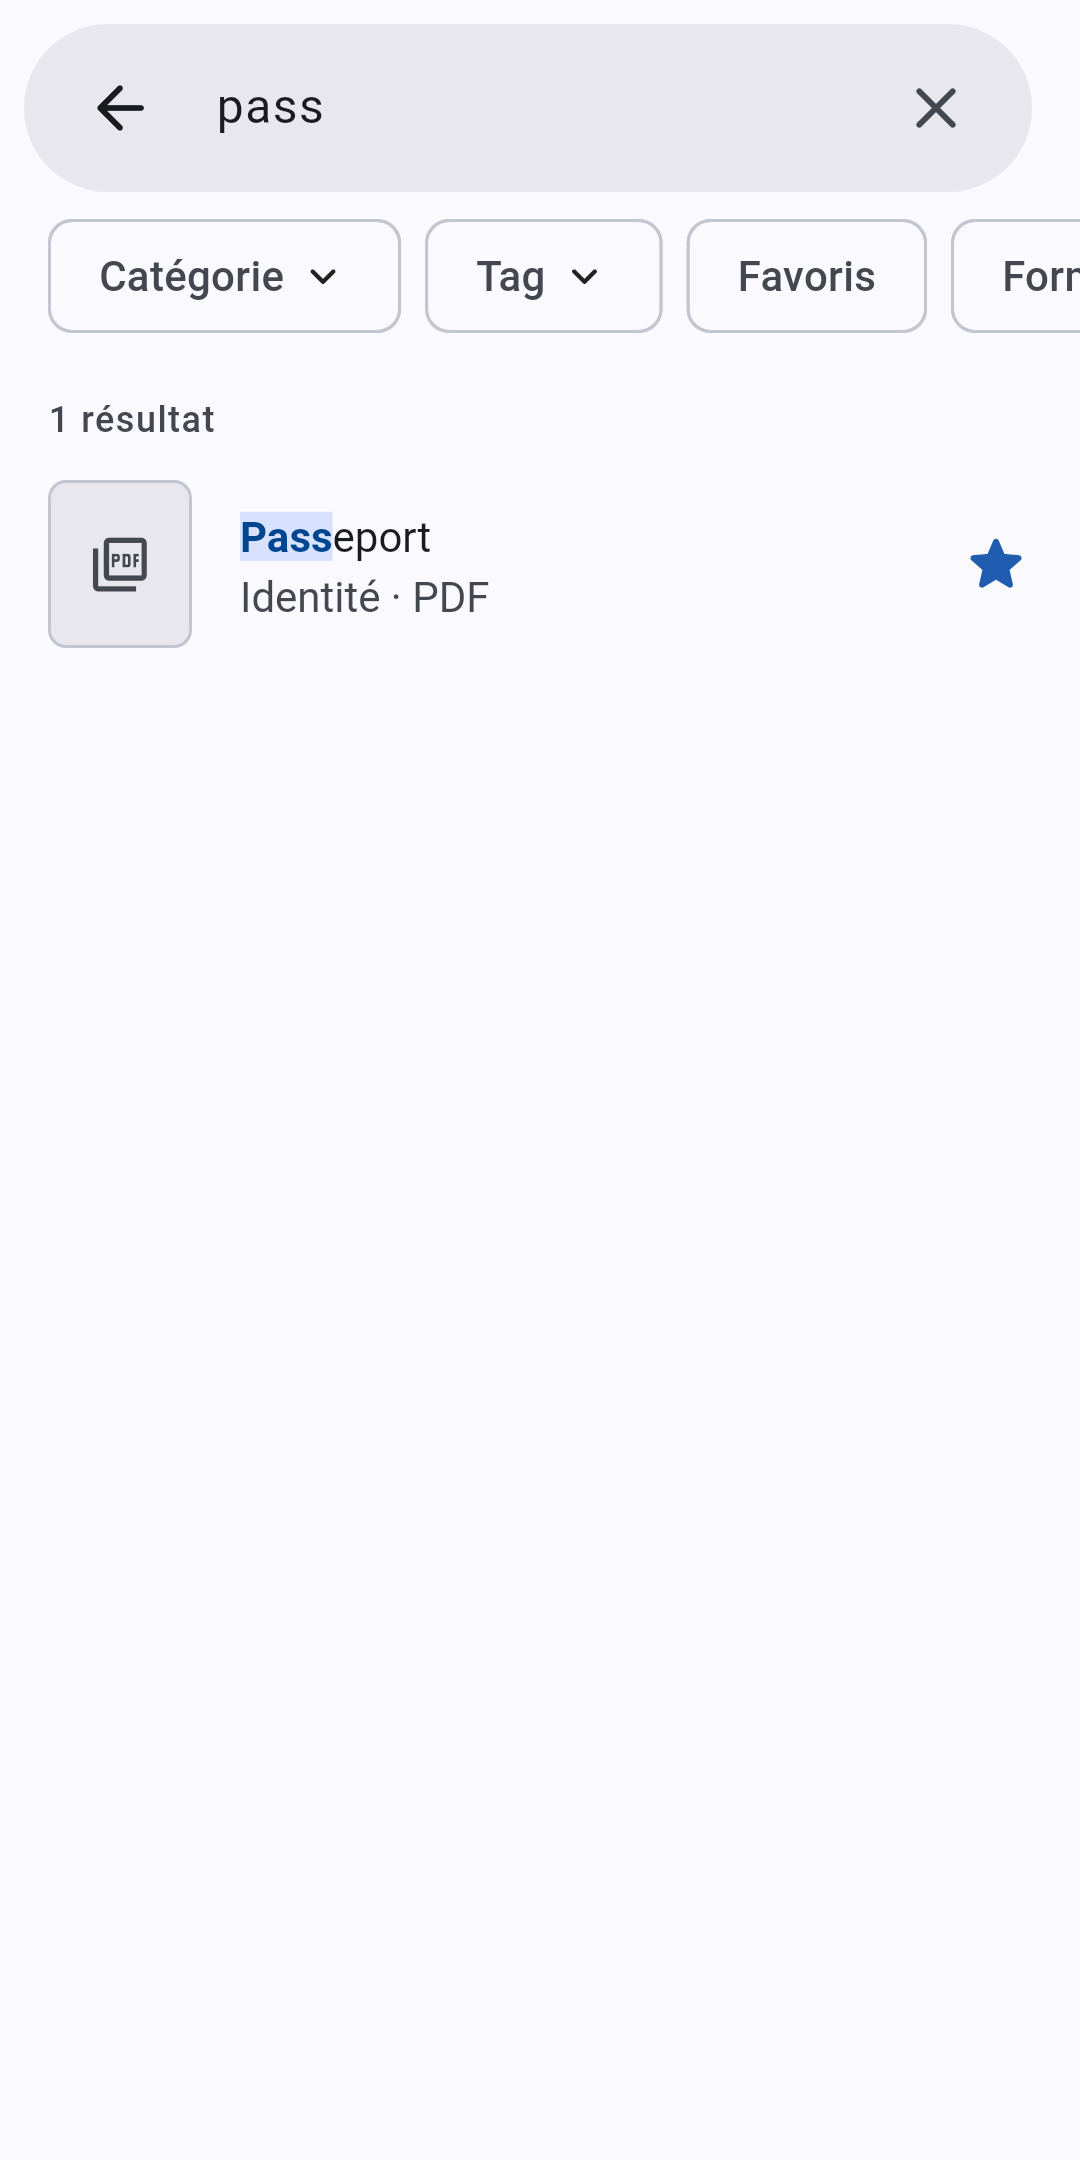 pass
Catégorie
Tag
Favoris
1 résultat
PDF
Passeport
Identité · PDF